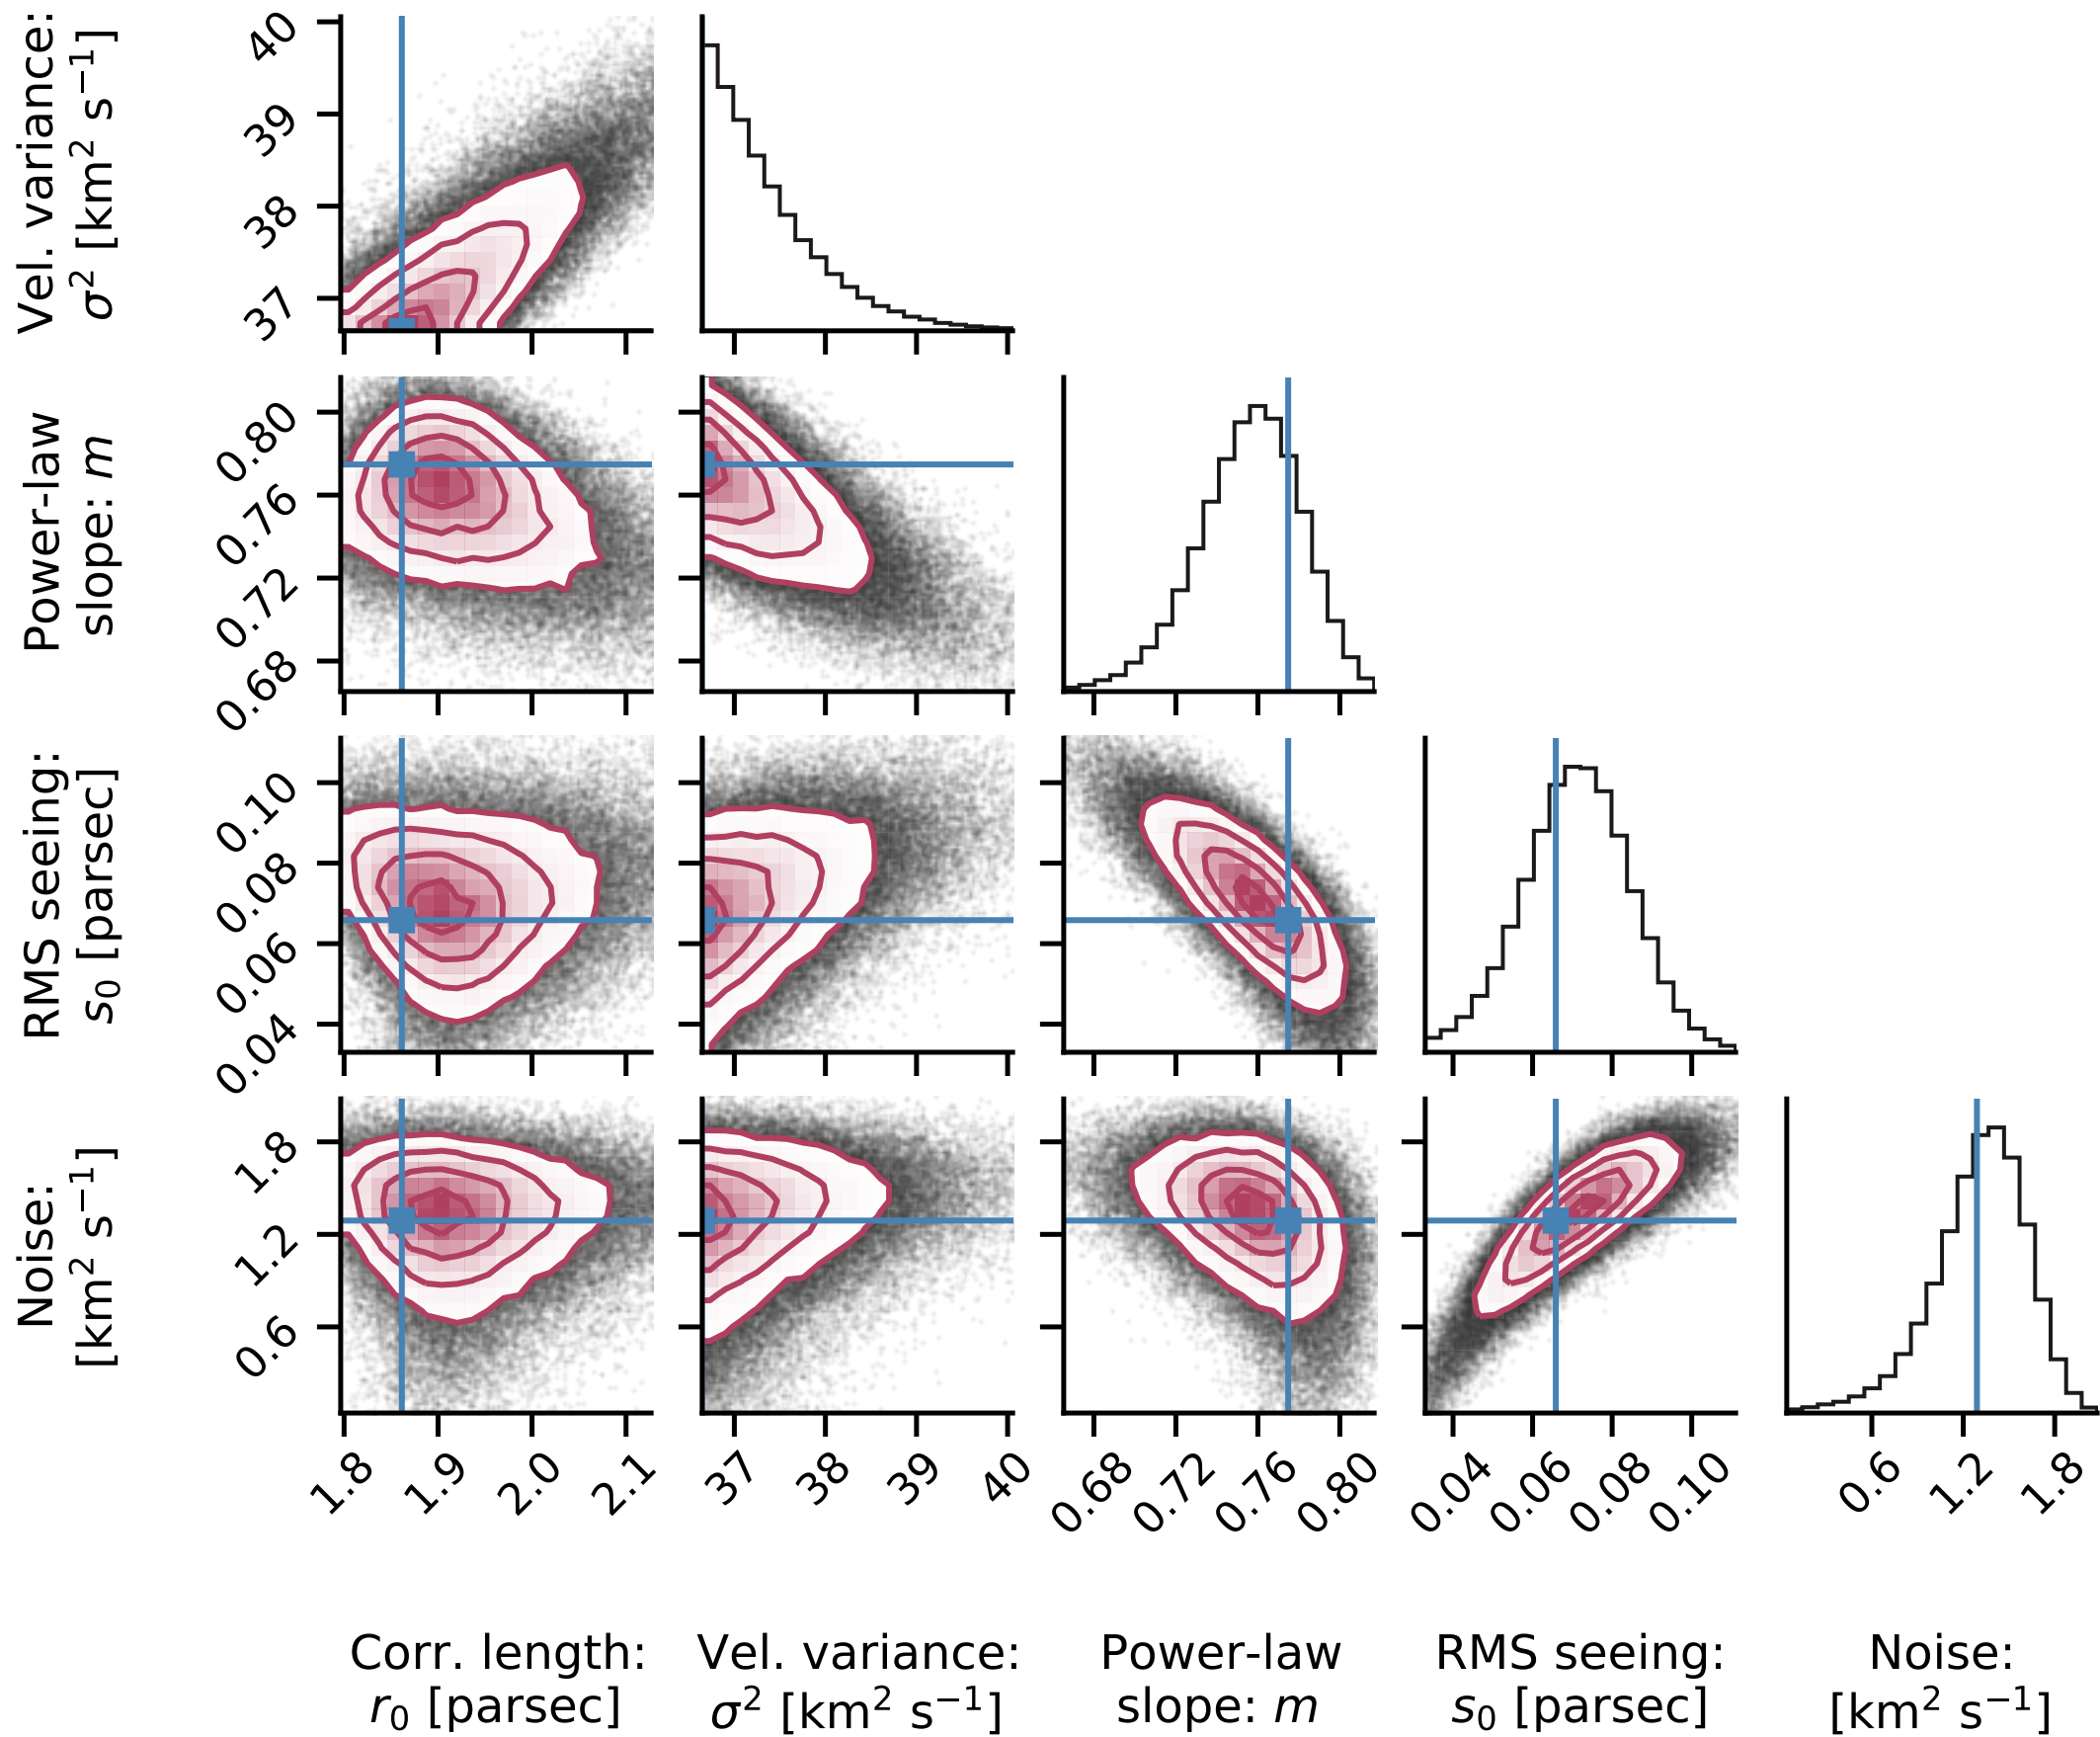 Vel. variance:
σ² [km² s⁻¹]
40
39
38
37
Power-law
slope: m
0.80
0.76
0.72
0.68
RMS seeing:
s₀ [parsec]
0.10
0.08
0.06
0.04
Noise:
[km² s⁻¹]
1.8
1.2
0.6
1.8 1.9 2.0 2.1 37 38 39 40 0.68 0.72 0.76 0.80 0.04 0.06 0.08 0.10 0.6 1.2 1.8
Corr. length: Vel. variance: Power-law RMS seeing: Noise:
r₀ [parsec] σ² [km² s⁻¹] slope: m s₀ [parsec] [km² s⁻¹]